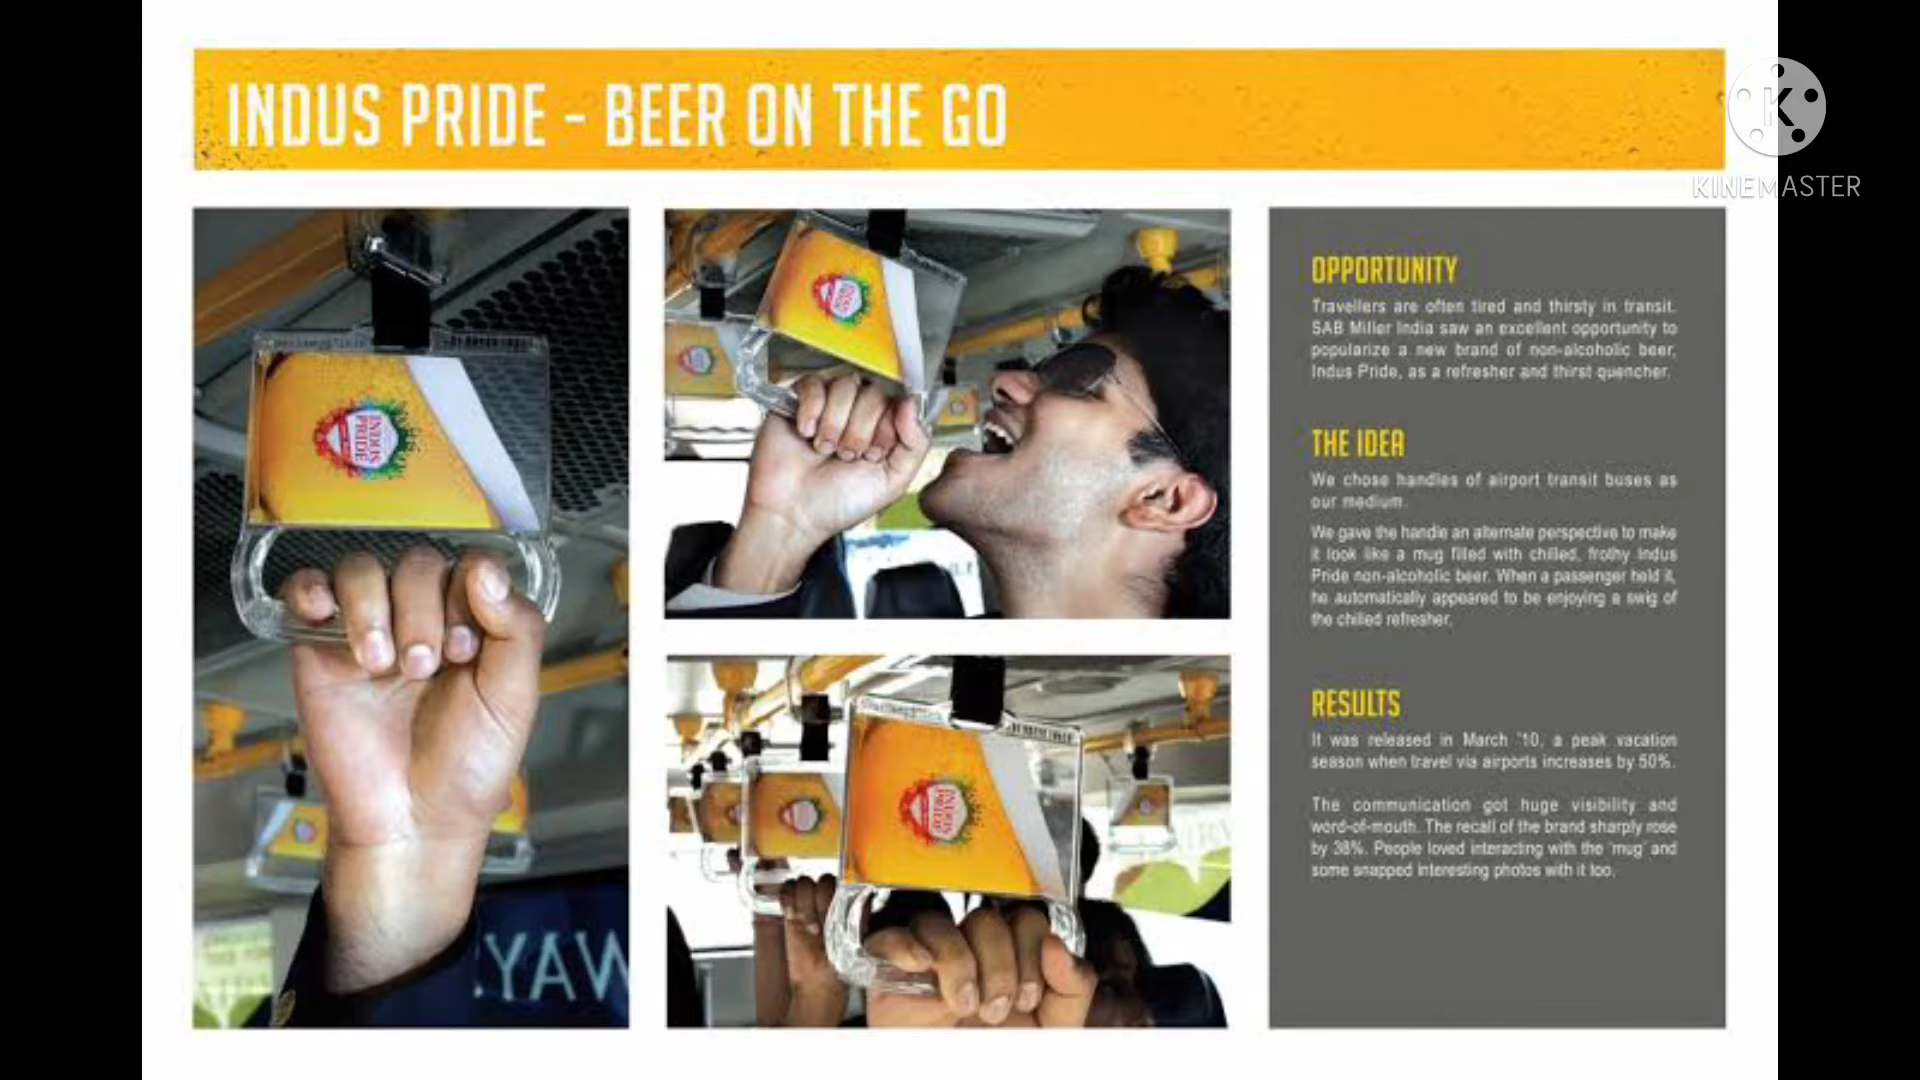 INDUS PRIDE - BEER ON THE GO
K
KINEMASTER
INDUS
PRIDE
INDUS
PRIDE
INDUS
PRIDE
YAW
OPPORTUNITY
Travellers are often tired and thirsty in transit.
SAB Miller India saw an excellent opportunity to
popularize a new brand of non-alcoholic beer,
Indus Pride, as a refresher and thirst quencher.
THE IDEA
We chose handles of airport transit buses as
our medium.
We gave the handle an alternate perspective to make
it look like a mug filled with chilled, frothy Indus
Pride non-alcoholic beer. When a passenger held it,
he automatically appeared to be enjoying a swig of
the chilled refresher.
RESULTS
It was released in March '10, a peak vacation
season when travel via airports increases by 50%.
The communication got huge visibility and
word-of-mouth. The recall of the brand sharply rose
by 38%. People loved interacting with the 'mug' and
some snapped interesting photos with it too.